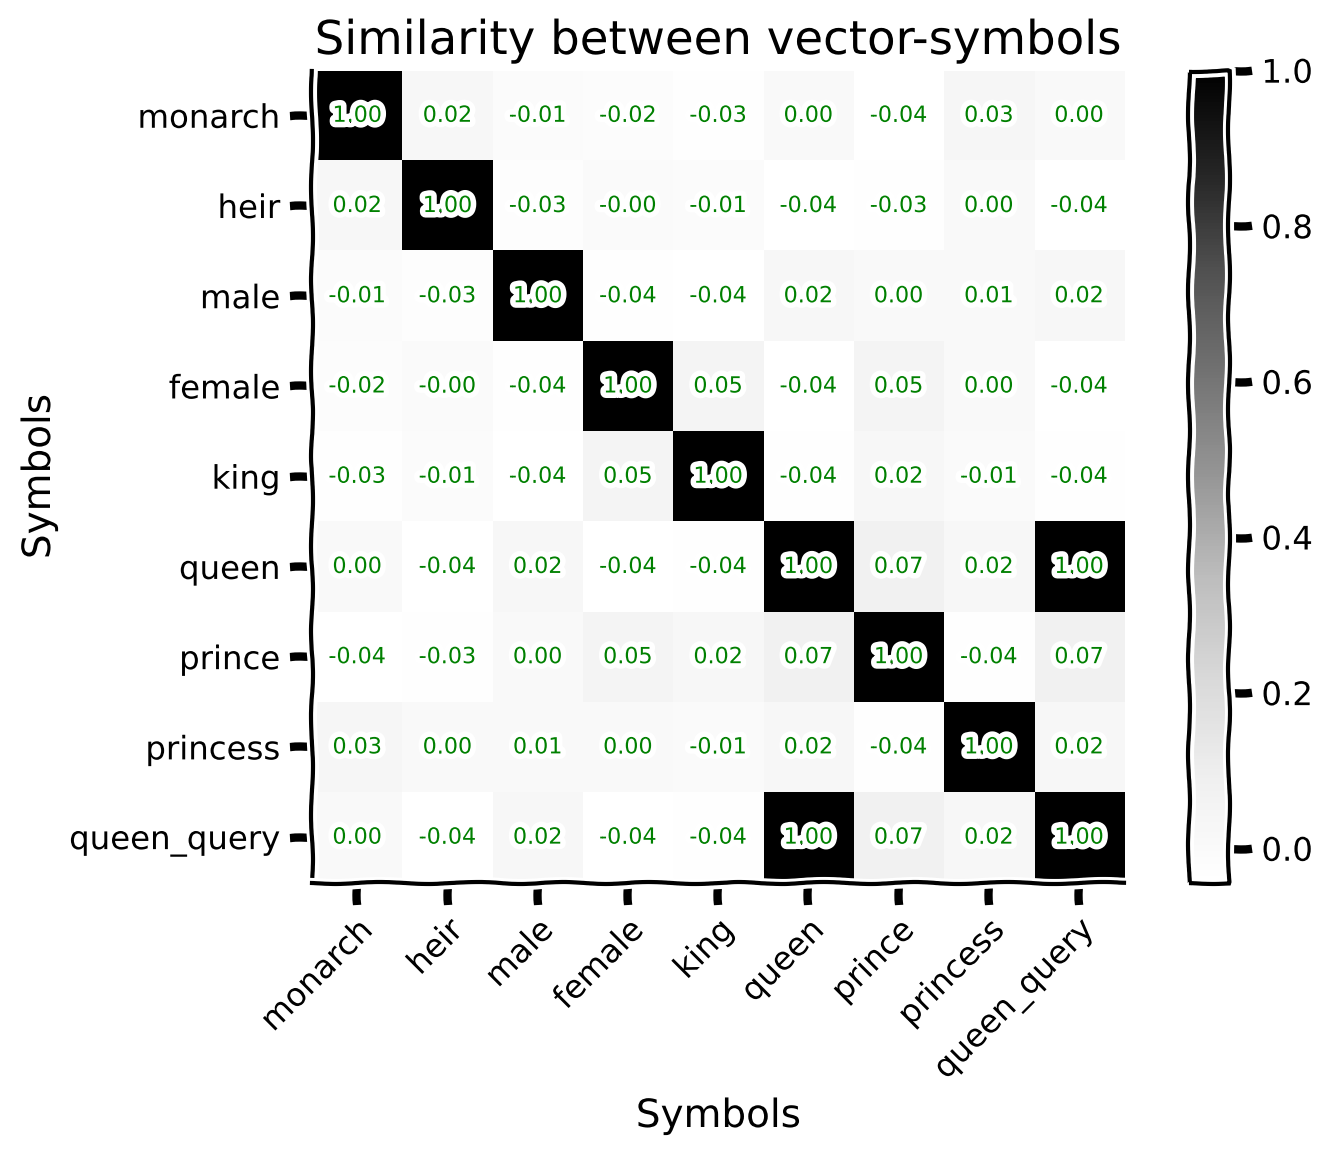 Similarity between vector-symbols
monarch 1.00 0.02 -0.01 -0.02 -0.03 0.00 -0.04 0.03 0.00
heir 0.02 1.00 -0.03 -0.00 -0.01 -0.04 -0.03 0.00 -0.04
male -0.01 -0.03 1.00 -0.04 -0.04 0.02 0.00 0.01 0.02
female -0.02 -0.00 -0.04 1.00 0.05 -0.04 0.05 0.00 -0.04
king -0.03 -0.01 -0.04 0.05 1.00 -0.04 0.02 -0.01 -0.04
queen 0.00 -0.04 0.02 -0.04 -0.04 1.00 0.07 0.02 1.00
prince -0.04 -0.03 0.00 0.05 0.02 0.07 1.00 -0.04 0.07
princess 0.03 0.00 0.01 0.00 -0.01 0.02 -0.04 1.00 0.02
queen_query 0.00 -0.04 0.02 -0.04 -0.04 1.00 0.07 0.02 1.00
monarch heir male female king queen prince princess queen_query
Symbols
Symbols
1.0
0.8
0.6
0.4
0.2
0.0